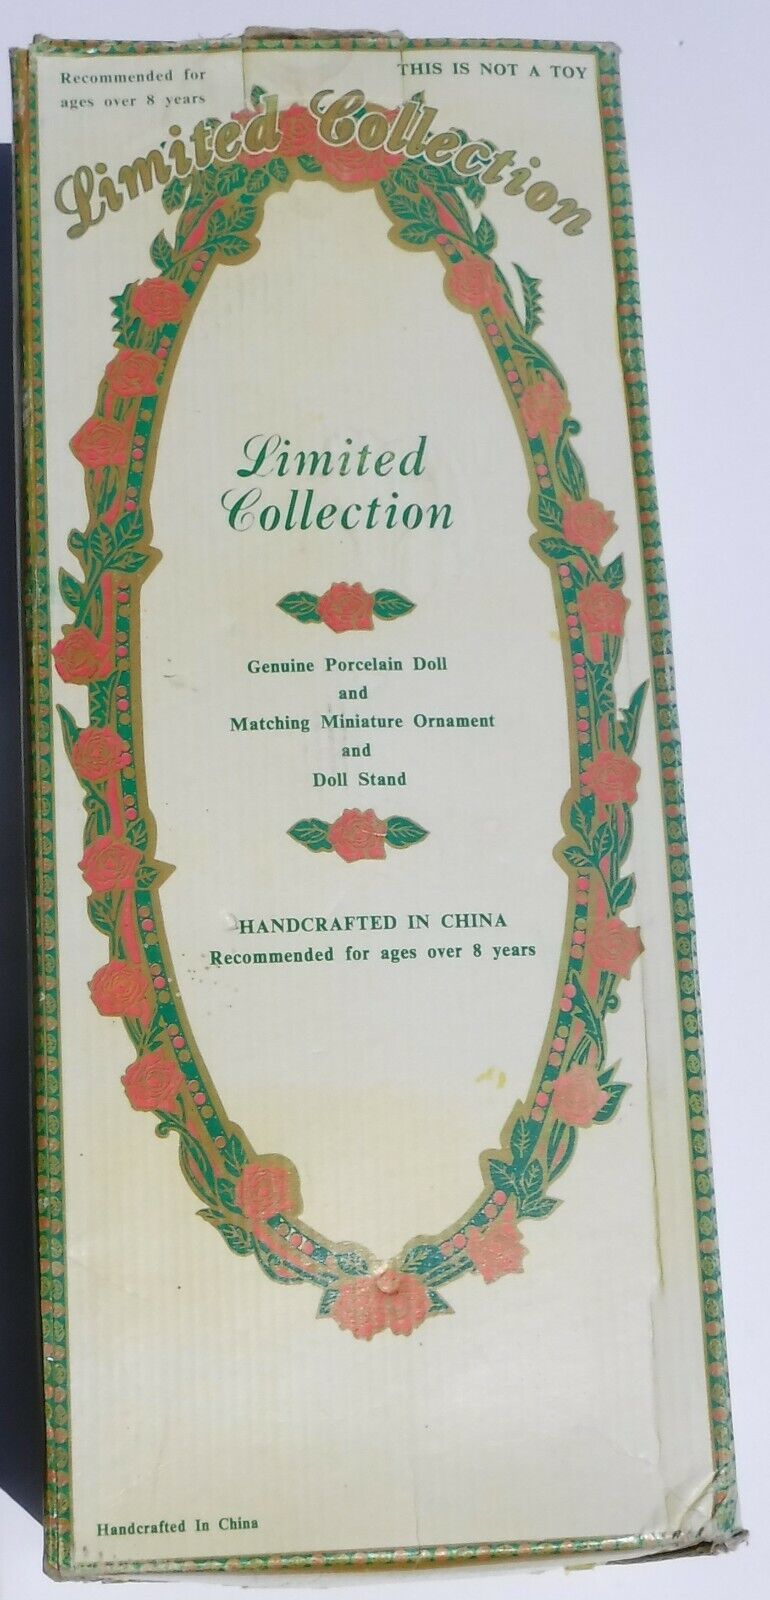 Recommended for
ages over 8 years
THIS IS NOT A TOY
Limited Collection
Limited
Collection
Genuine Porcelain Doll
and
Matching Miniature Ornament
and
Doll Stand
HANDCRAFTED IN CHINA
Recommended for ages over 8 years
Handcrafted In China